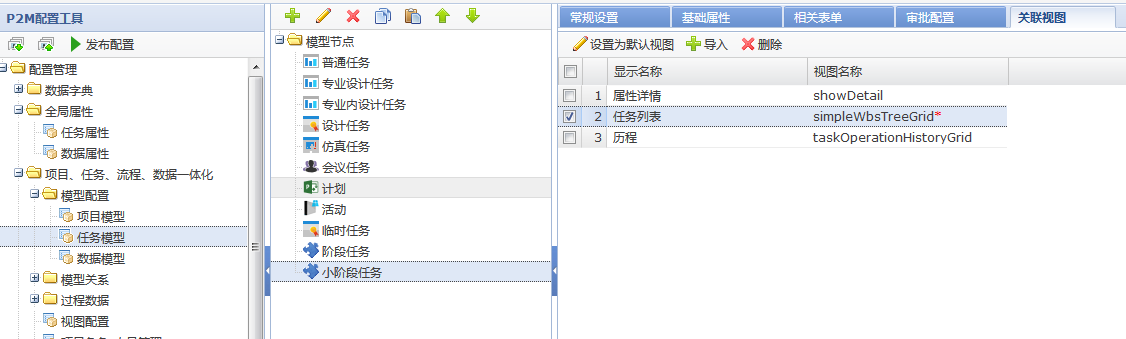 P2M配置工具
发布配置
配置管理
数据字典
全局属性
任务属性
数据属性
项目、任务、流程、数据一体化
模型配置
项目模型
任务模型
数据模型
模型关系
过程数据
视图配置
模型节点
普通任务
专业设计任务
专业内设计任务
设计任务
仿真任务
会议任务
计划
活动
临时任务
阶段任务
小阶段任务
常规设置 基础属性 相关表单 审批配置 关联视图
设置为默认视图 导入 删除
显示名称 视图名称
1 属性详情 showDetail
2 任务列表 simpleWbsTreeGrid*
3 历程 taskOperationHistoryGrid